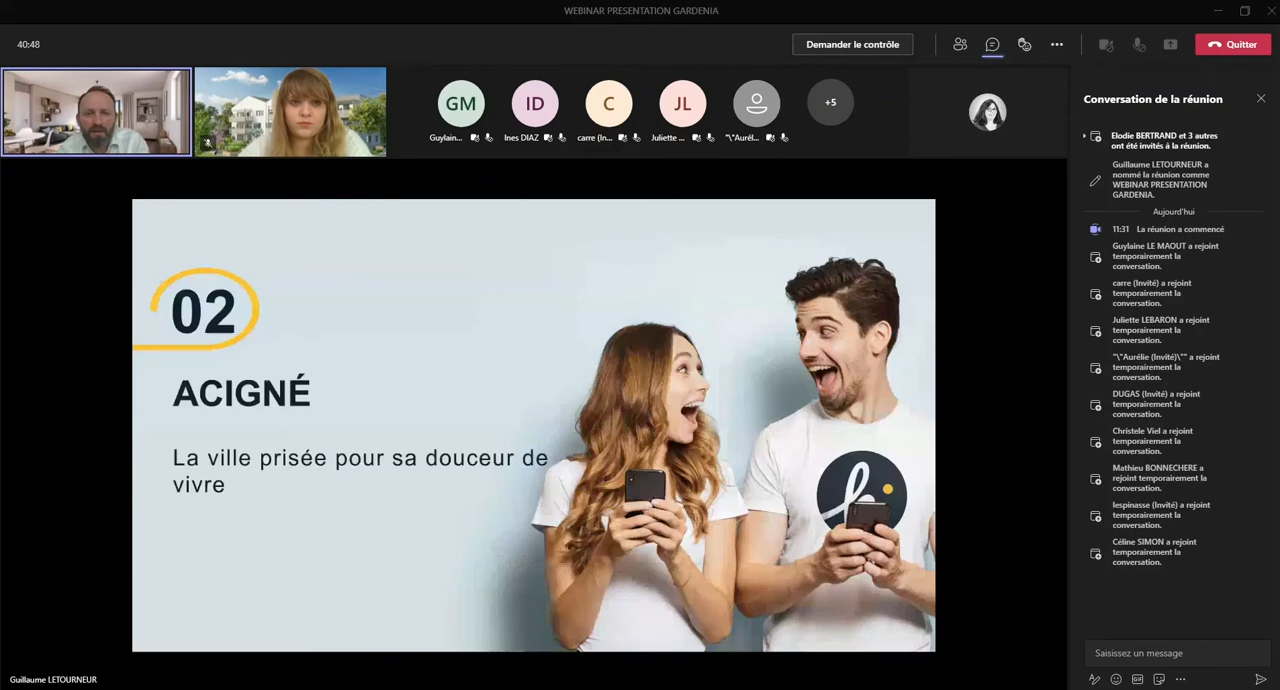 WEBINAR PRESENTATION GARDENIA
40:48
Demander le contrôle
Quitter
GM
ID
C
JL
+5
Guylain...
Ines DIAZ
carre (In...
Juliette ...
"\"Aurél...
02
ACIGNÉ
La ville prisée pour sa douceur de
vivre
Guillaume LETOURNEUR
Conversation de la réunion
Elodie BERTRAND et 3 autres
ont été invités à la réunion.
Guillaume LETOURNEUR a
nommé la réunion comme
WEBINAR PRESENTATION
GARDENIA.
Aujourd'hui
11:31 La réunion a commencé
Guylaine LE MAOUT a rejoint
temporairement la
conversation.
carre (Invité) a rejoint
temporairement la
conversation.
Juliette LEBARON a rejoint
temporairement la
conversation.
"\"Aurélie (Invité)\"" a rejoint
temporairement la
conversation.
DUGAS (Invité) a rejoint
temporairement la
conversation.
Christele Viel a rejoint
temporairement la
conversation.
Mathieu BONNECHERE a
rejoint temporairement la
conversation.
lespinasse (Invité) a rejoint
temporairement la
conversation.
Céline SIMON a rejoint
temporairement la
conversation.
Saisissez un message
GIF